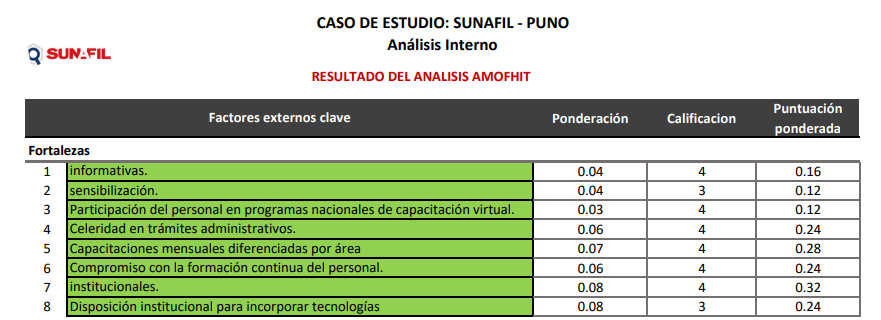 CASO DE ESTUDIO: SUNAFIL - PUNO
Análisis Interno
SUNAFIL
RESULTADO DEL ANALISIS AMOFHIT
Factores externos clave Ponderación Calificacion Puntuación ponderada
Fortalezas
1 informativas. 0.04 4 0.16
2 sensibilización. 0.04 3 0.12
3 Participación del personal en programas nacionales de capacitación virtual. 0.03 4 0.12
4 Celeridad en trámites administrativos. 0.06 4 0.24
5 Capacitaciones mensuales diferenciadas por área 0.07 4 0.28
6 Compromiso con la formación continua del personal. 0.06 4 0.24
7 institucionales. 0.08 4 0.32
8 Disposición institucional para incorporar tecnologías 0.08 3 0.24